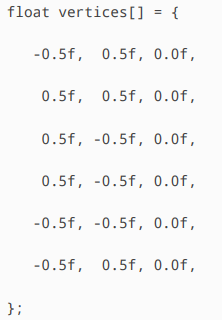 float vertices[] = {
-0.5f, 0.5f, 0.0f,
0.5f, 0.5f, 0.0f,
0.5f, -0.5f, 0.0f,
0.5f, -0.5f, 0.0f,
-0.5f, -0.5f, 0.0f,
-0.5f, 0.5f, 0.0f,
};